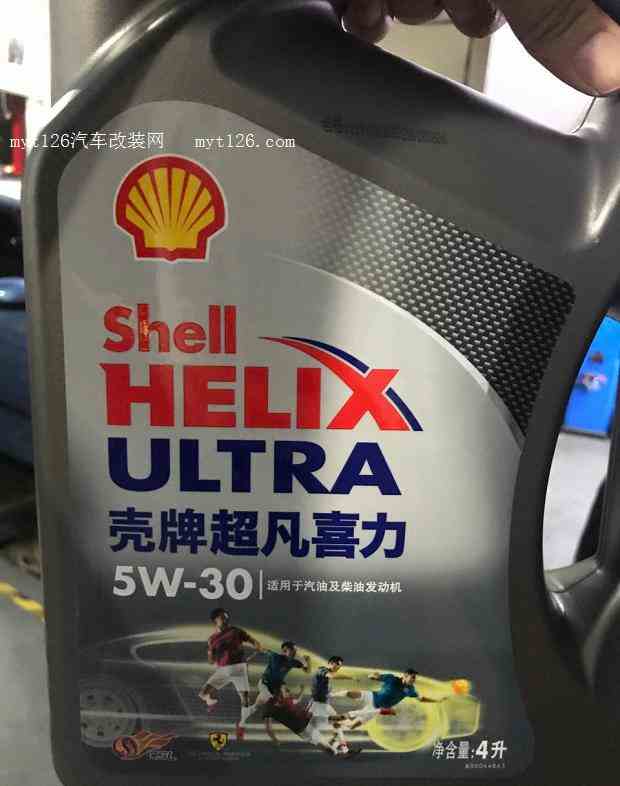 myt126汽车改装网 myt126.com
Shell
HELIX
ULTRA
壳牌超凡喜力
5W-30 适用于汽油及柴油发动机
净含量:4升